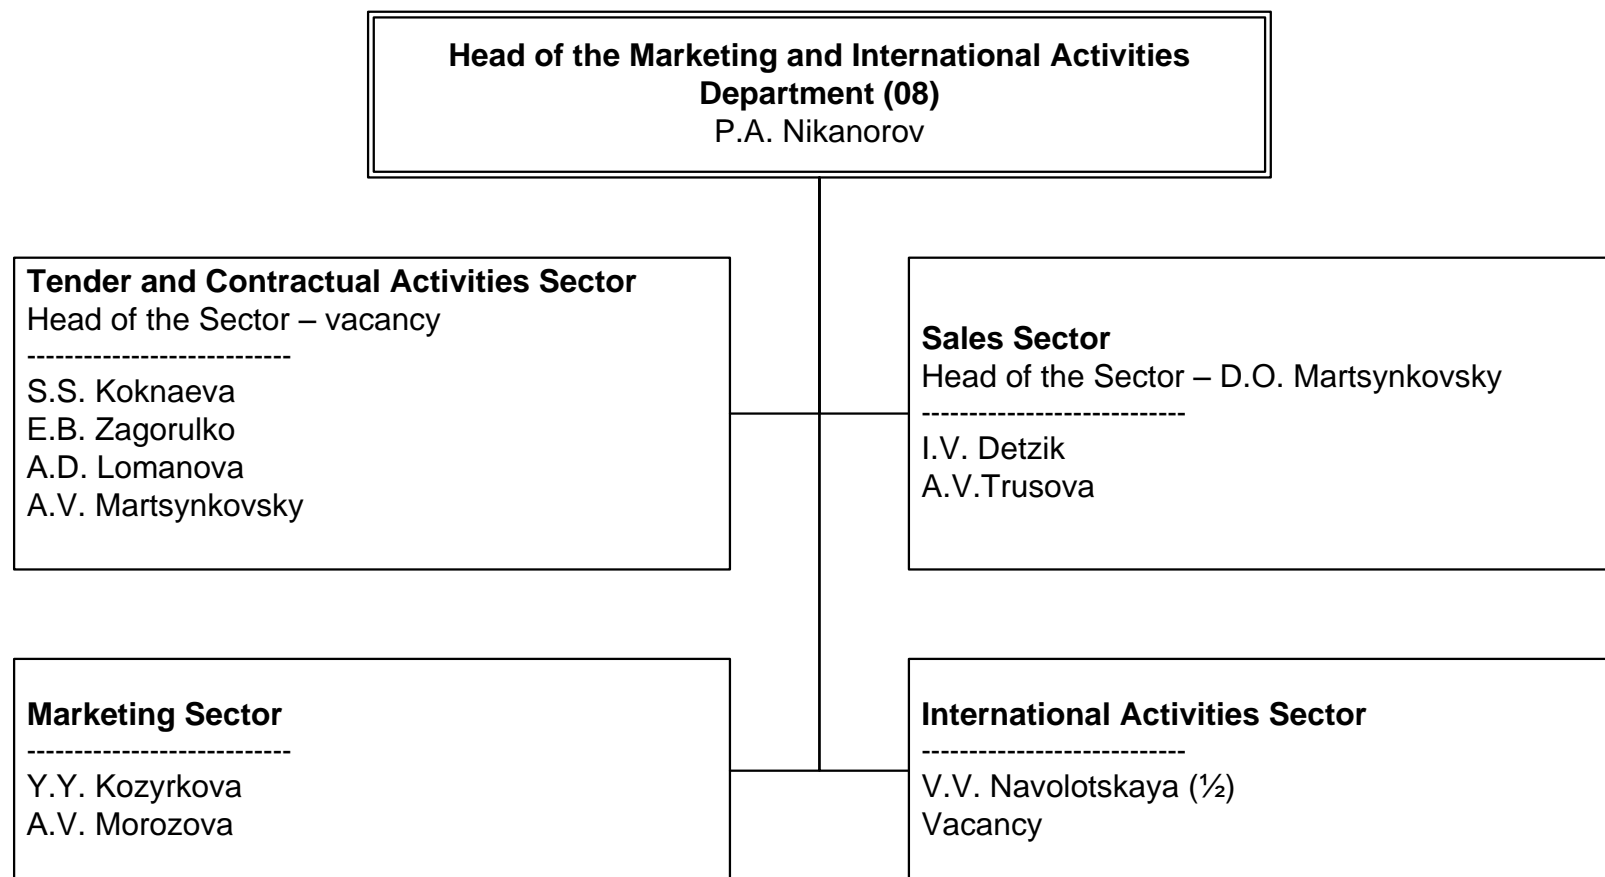 Head of the Marketing and International Activities
Department (08)
P.A. Nikanorov
Tender and Contractual Activities Sector
Head of the Sector – vacancy
----------------------------
S.S. Koknaeva
E.B. Zagorulko
A.D. Lomanova
A.V. Martsynkovsky
Sales Sector
Head of the Sector – D.O. Martsynkovsky
----------------------------
I.V. Detzik
A.V.Trusova
Marketing Sector
----------------------------
Y.Y. Kozyrkova
A.V. Morozova
International Activities Sector
----------------------------
V.V. Navolotskaya (½)
Vacancy